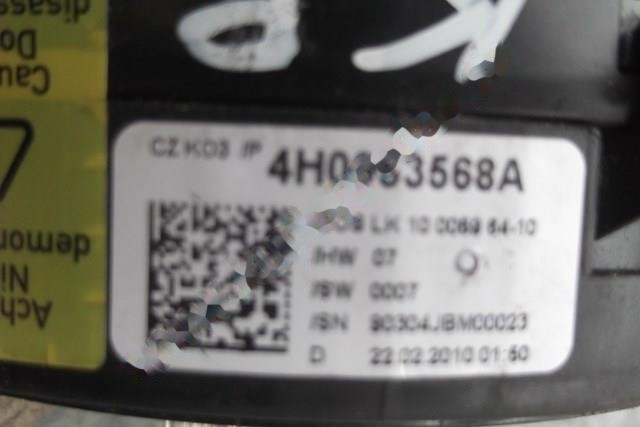 CZ K03 /P 4H0953568A
LK 10 0069 64-10
/HW 07
/SW 0007
/SN 90304JBM00023
D 22.02.2010 01:50
Cau
Do
disass
Ach
Ni
demon